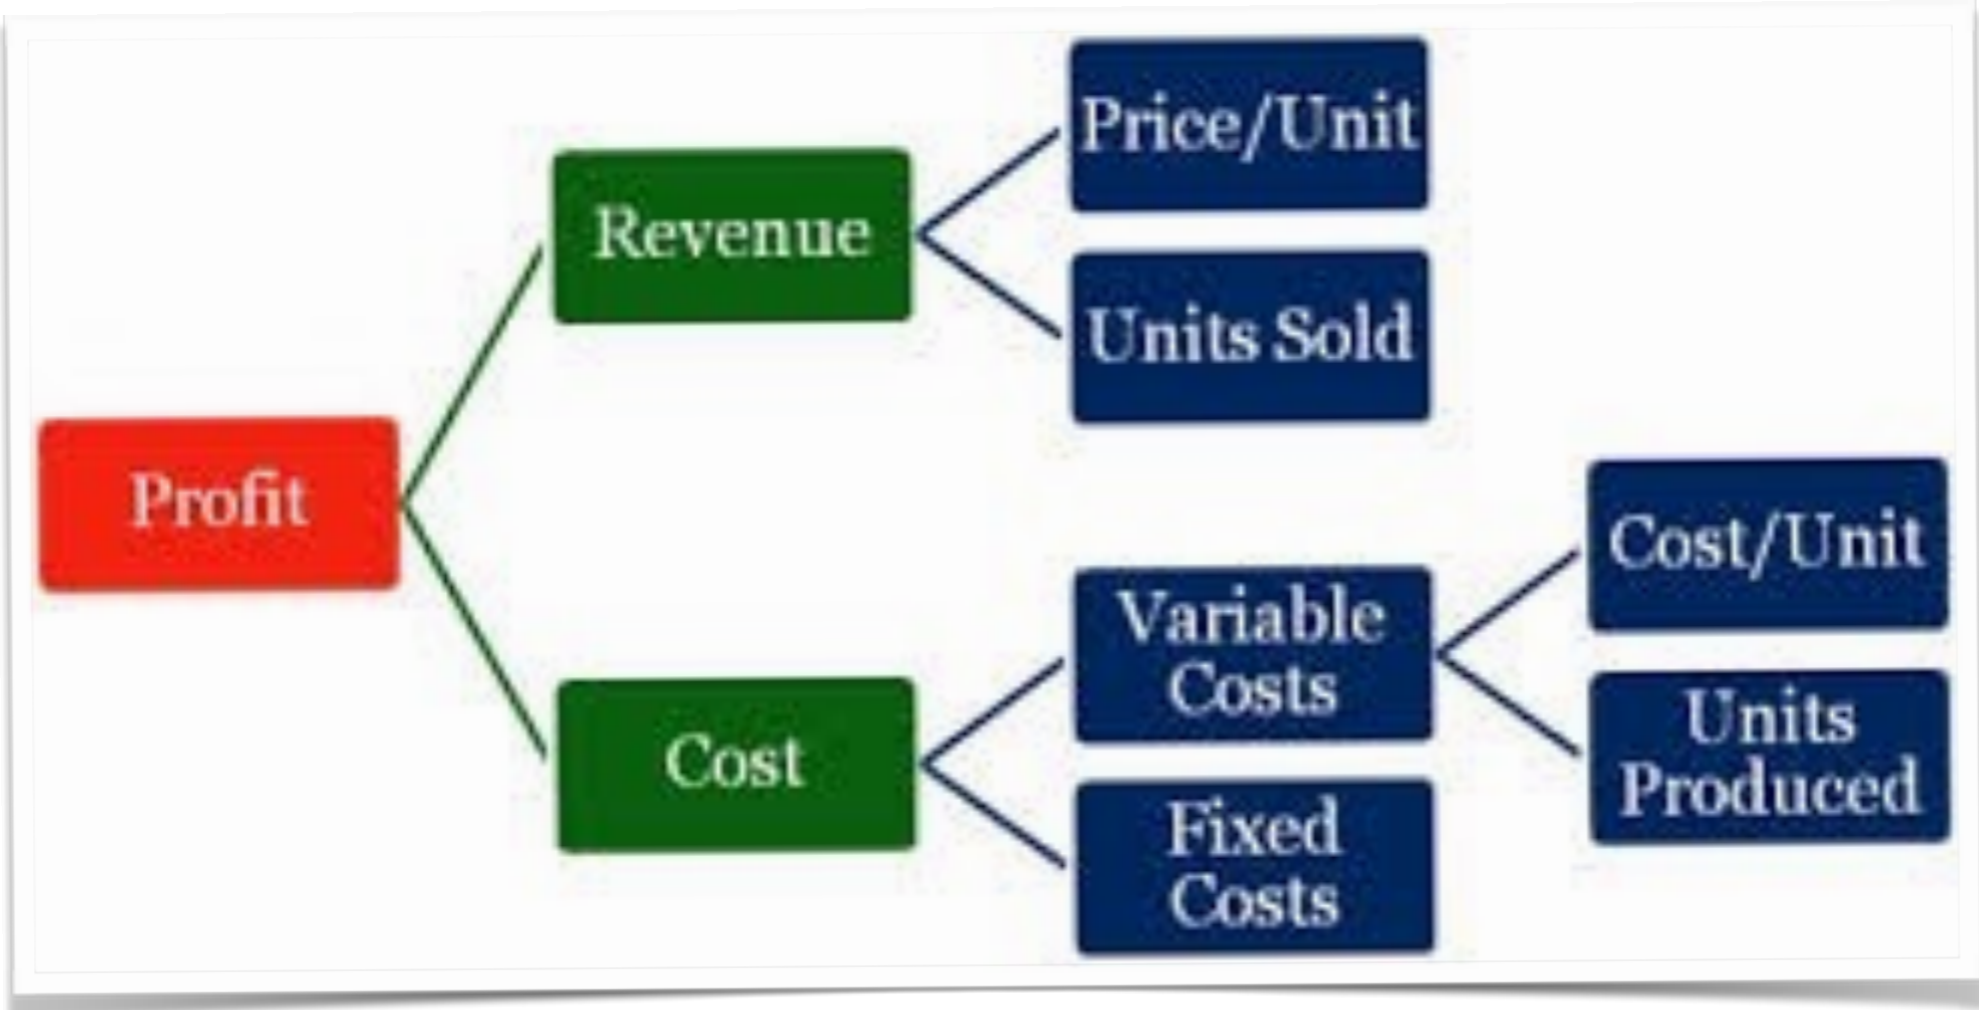 Price/Unit
Revenue
Units Sold
Profit
Cost/Unit
Variable
Costs
Units
Produced
Cost
Fixed
Costs